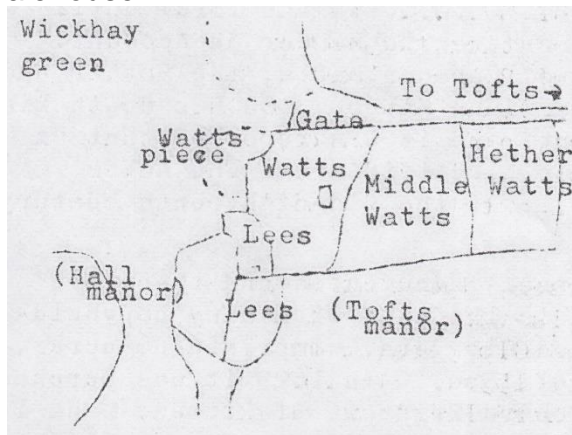 Wickhay
green
To Tofts→
Gate
Watts
piece
Watts
Hether
Watts
Middle
Watts
Lees
(Hall
manor)
Lees
(Tofts
manor)